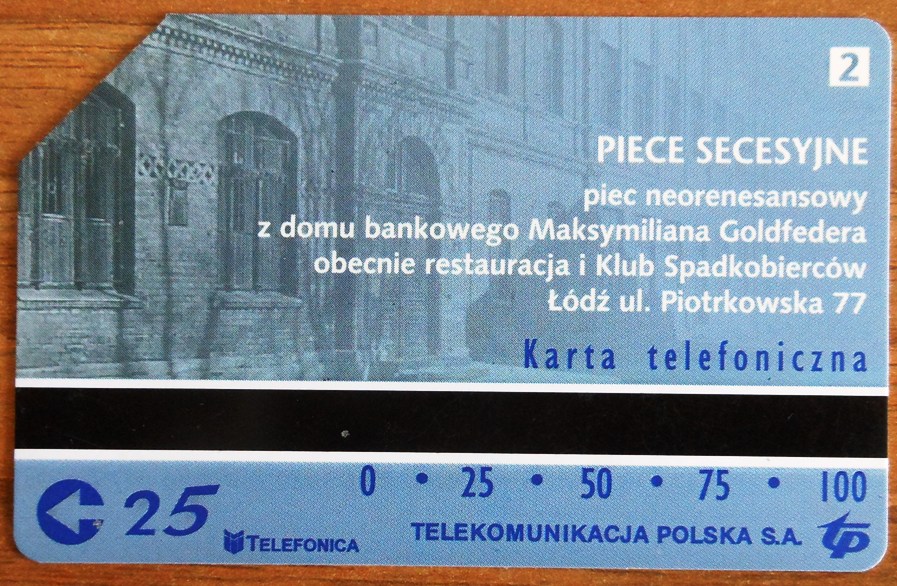 2
PIECE SECESYJNE
piec neorenesansowy
z domu bankowego Maksymiliana Goldfedera
obecnie restauracja i Klub Spadkobierców
Łódź ul. Piotrkowska 77
Karta telefoniczna
0 • 25 • 50 • 75 • 100
25
TELEFONICA
TELEKOMUNIKACJA POLSKA S.A. tp